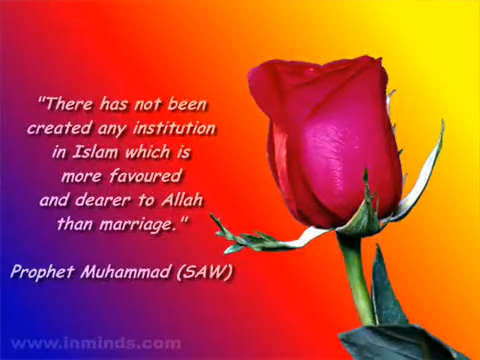 "There has not been
created any institution
in Islam which is
more favoured
and dearer to Allah
than marriage."
Prophet Muhammad (SAW)
www.inminds.com